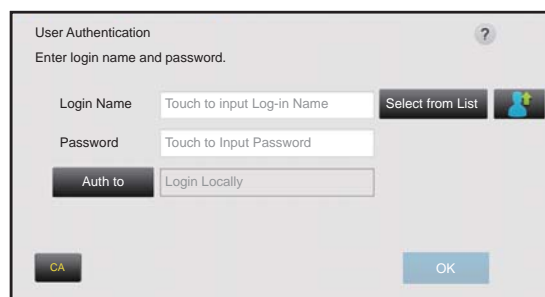 User Authentication
?
Enter login name and password.
Login Name Touch to input Log-in Name Select from List
Password Touch to Input Password
Auth to Login Locally
CA OK